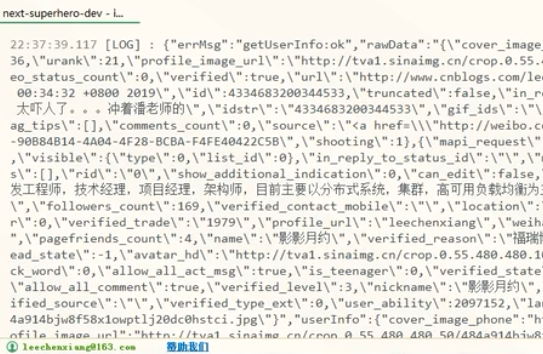 next-superhero-dev - i...
22:37:39.117 [LOG] : {"errMsg":"getUserInfo:ok","rawData":"{\"cover_image_
36,\"urank\":21,\"profile_image_url\":\"http://tva1.sinaimg.cn/crop.0.55.4
eo_status_count\":0,\"verified\":true,\"url\":\"http://www.cnblogs.com/lee
00:34:32 +0800 2019\",\"id\":4334683200344533,\"truncated\":false,\"in_re
太吓人了。。。冲着潘老师的\",\"idstr\":\"4334683200344533\",\"gif_ids\":\"\
ag_tips\":[],\"comments_count\":0,\"source\":\"<a href=\\\"http://weibo.co
-90B84B14-4A04-4F28-BCBA-F4FE40422C5B\",\"shooting\":1},{\"mapi_request\"
,\"visible\":{\"type\":0,\"list_id\":0},\"in_reply_to_status_id\":\"\",\"m
s\":[],\"rid\":\"0\",\"show_additional_indication\":0,\"can_edit\":false,
发工程师，技术经理，项目经理，架构师，目前主要以分布式系统，集群，高可用负载均衡为主
\",\"followers_count\":169,\"verified_contact_mobile\":\"\",\"location\":\
r\":0,\"verified_trade\":\"1979\",\"profile_url\":\"leechenxiang\",\"weiha
",\"pagefriends_count\":4,\"name\":\"影影月约\",\"verified_reason\":\"福瑞博
ead_state\":-1,\"avatar_hd\":\"http://tva1.sinaimg.cn/crop.0.55.480.480.10
ck_word\":0,\"allow_all_act_msg\":true,\"is_teenager\":0,\"verified_state\
\"allow_all_comment\":true,\"verified_level\":3,\"nickname\":\"影影月约\",
ified_source\":\"\",\"verified_type_ext\":0,\"user_ability\":2097152,\"lan
4a914bjw8f58x1owptlj20dc0hstci.jpg\"}","userInfo":{"cover_image_phone":"ht
ofile_image_url":"http://tva1.sinaimg.cn/crop.0.55.480.480.50/484a914bjw8f
leechenxiang@163.com 帮助我们